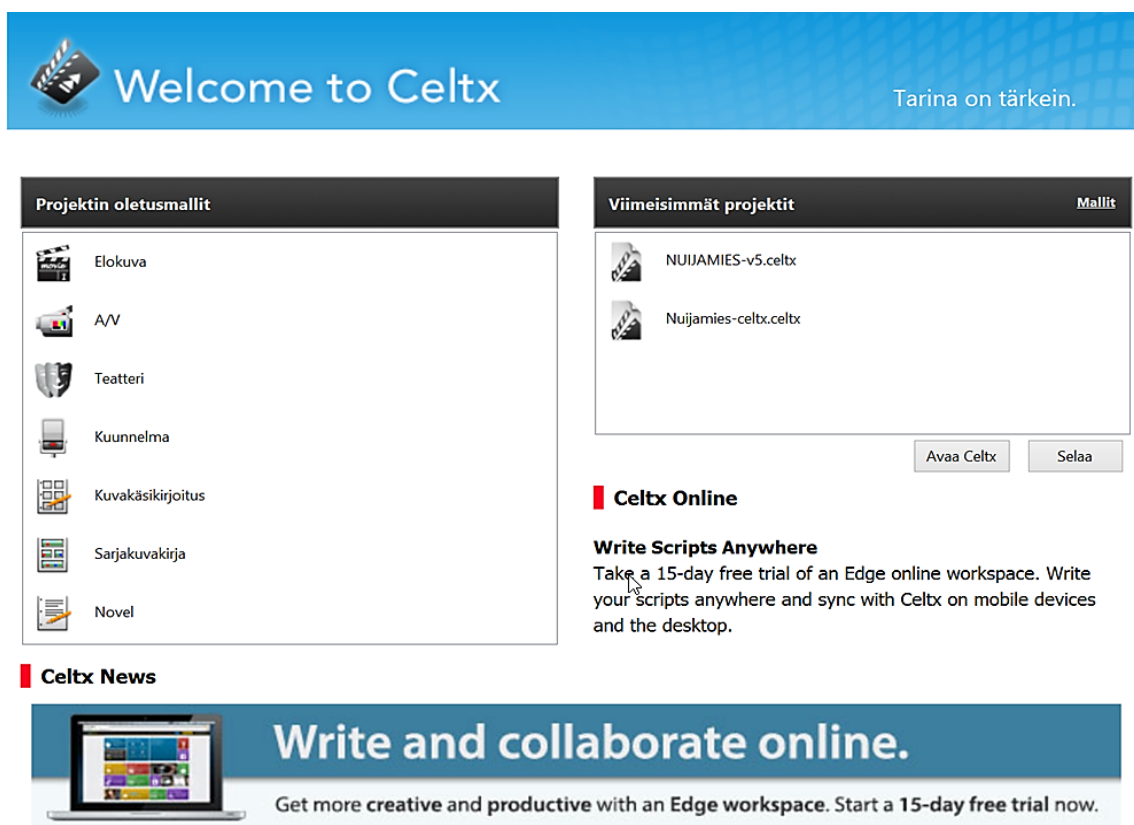 Welcome to Celtx
Tarina on tärkein.
Projektin oletusmallit
Elokuva
A/V
Teatteri
Kuunnelma
Kuvakäsikirjoitus
Sarjakuvakirja
Novel
Viimeisimmät projektit
Mallit
NUIJAMIES-v5.celtx
Nuijamies-celtx.celtx
Avaa Celtx
Selaa
Celtx Online
Write Scripts Anywhere
Take a 15-day free trial of an Edge online workspace. Write
your scripts anywhere and sync with Celtx on mobile devices
and the desktop.
Celtx News
Write and collaborate online.
Get more creative and productive with an Edge workspace. Start a 15-day free trial now.